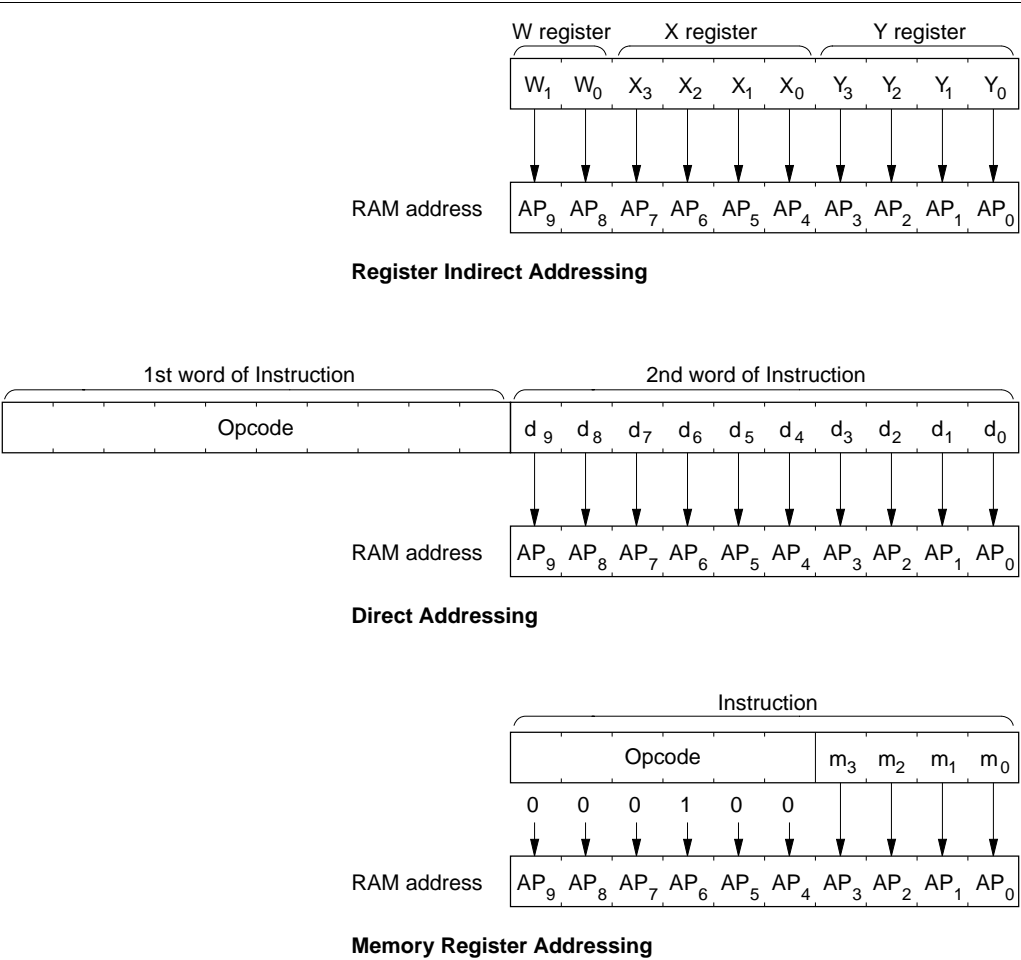 W register X register Y register
W1 W0 X3 X2 X1 X0 Y3 Y2 Y1 Y0
RAM address AP9 AP8 AP7 AP6 AP5 AP4 AP3 AP2 AP1 AP0
Register Indirect Addressing
1st word of Instruction 2nd word of Instruction
Opcode d9 d8 d7 d6 d5 d4 d3 d2 d1 d0
RAM address AP9 AP8 AP7 AP6 AP5 AP4 AP3 AP2 AP1 AP0
Direct Addressing
Instruction
Opcode m3 m2 m1 m0
0 0 0 1 0 0
RAM address AP9 AP8 AP7 AP6 AP5 AP4 AP3 AP2 AP1 AP0
Memory Register Addressing